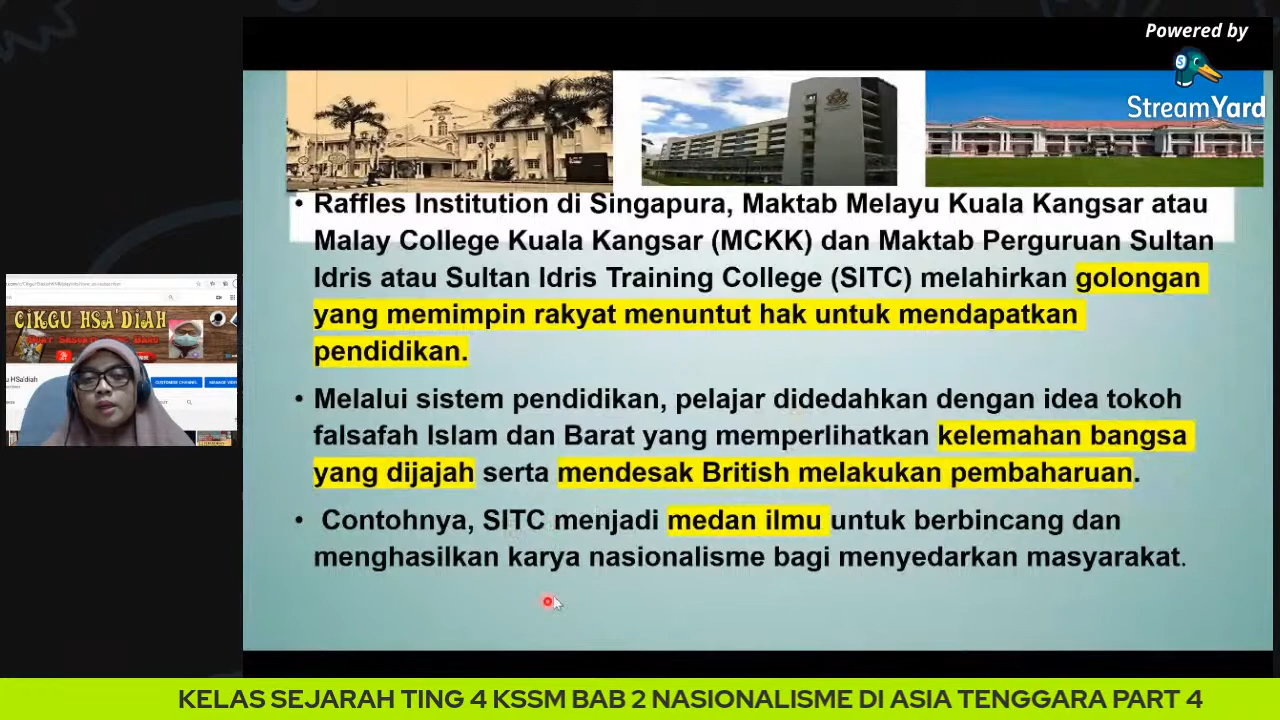 Powered by
StreamYard
• Raffles Institution di Singapura, Maktab Melayu Kuala Kangsar atau
Malay College Kuala Kangsar (MCKK) dan Maktab Perguruan Sultan
Idris atau Sultan Idris Training College (SITC) melahirkan golongan
yang memimpin rakyat menuntut hak untuk mendapatkan
pendidikan.
• Melalui sistem pendidikan, pelajar didedahkan dengan idea tokoh
falsafah Islam dan Barat yang memperlihatkan kelemahan bangsa
yang dijajah serta mendesak British melakukan pembaharuan.
• Contohnya, SITC menjadi medan ilmu untuk berbincang dan
menghasilkan karya nasionalisme bagi menyedarkan masyarakat.
CIKGU HSA'DIAH
CUSTOMIZE CHANNEL
KELAS SEJARAH TING 4 KSSM BAB 2 NASIONALISME DI ASIA TENGGARA PART 4